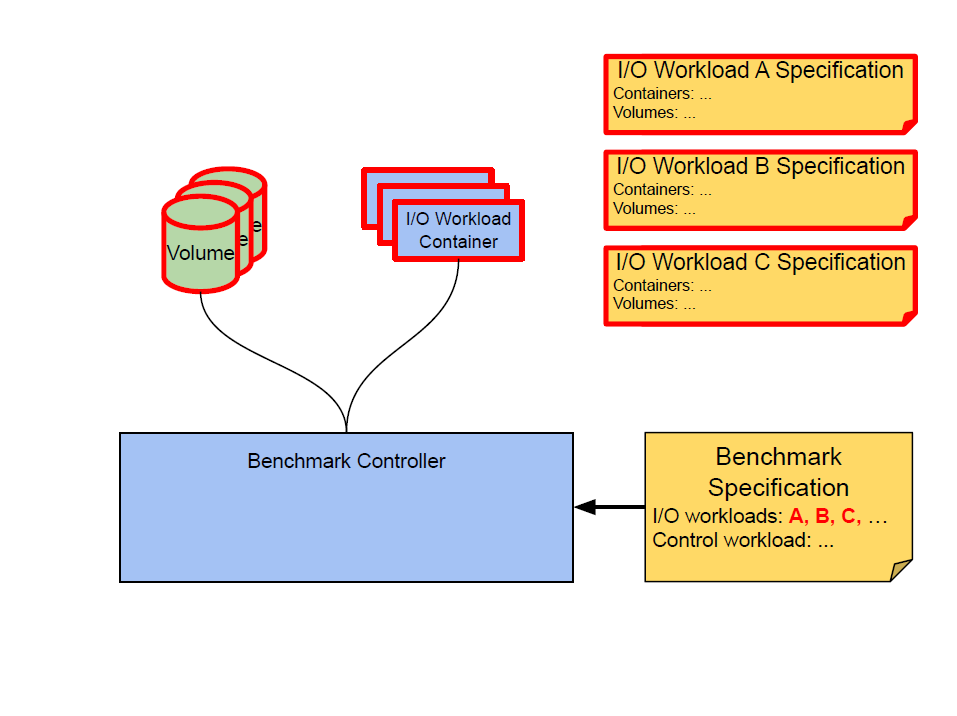 I/O Workload A Specification
Containers: ...
Volumes: ...
I/O Workload B Specification
Containers: ...
Volumes: ...
I/O Workload C Specification
Containers: ...
Volumes: ...
Volume
e
e
I/O Workload
Container
Benchmark Controller
Benchmark
Specification
I/O workloads: A, B, C, ...
Control workload: ...